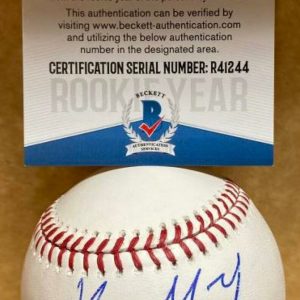 This authentication can be verified by
visiting www.beckett-authentication.com and
utilizing the below authentication
number in the designated area.
CERTIFICATION SERIAL NUMBER: R41244
ROOKIE YEAR
BECKETT
B
AUTHENTICATION
SERVICES